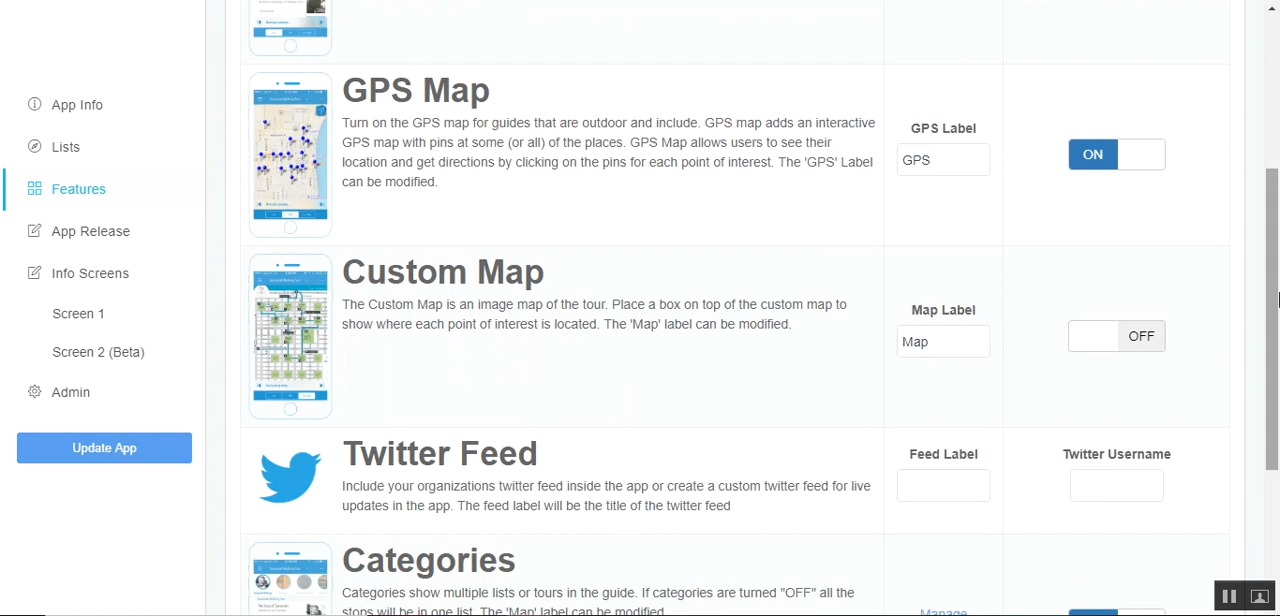 App Info
Lists
Features
App Release
Info Screens
Screen 1
Screen 2 (Beta)
Admin
Update App
GPS Map
Turn on the GPS map for guides that are outdoor and include. GPS map adds an interactive
GPS map with pins at some (or all) of the places. GPS Map allows users to see their
location and get directions by clicking on the pins for each point of interest. The 'GPS' Label
can be modified.
GPS Label
GPS
ON
Custom Map
The Custom Map is an image map of the tour. Place a box on top of the custom map to
show where each point of interest is located. The 'Map' label can be modified.
Map Label
Map
OFF
Twitter Feed
Include your organizations twitter feed inside the app or create a custom twitter feed for live
updates in the app. The feed label will be the title of the twitter feed
Feed Label
Twitter Username
Categories
Categories show multiple lists or tours in the guide. If categories are turned "OFF" all the
stops will be in one list. The 'Map' label can be modified.
Manage